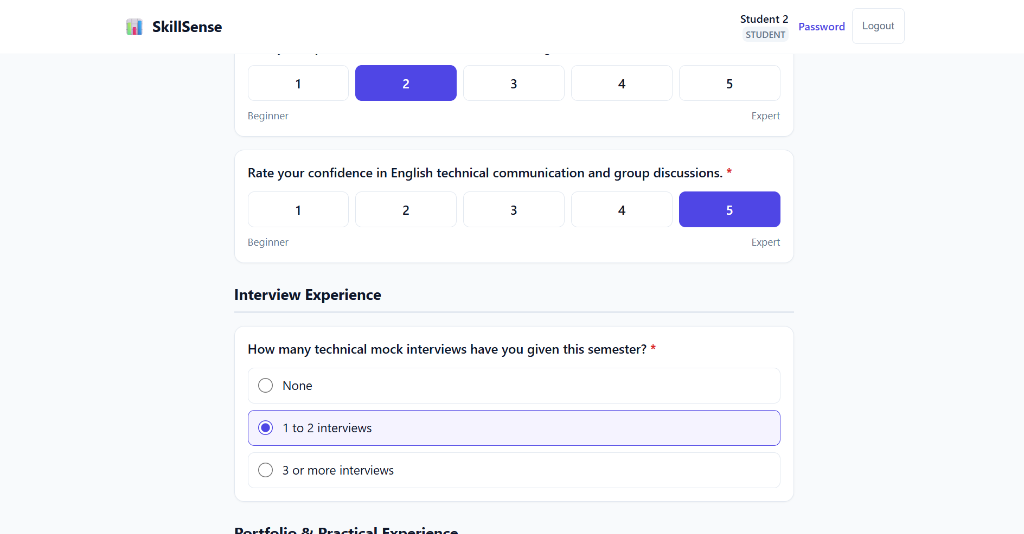 SkillSense
Student 2
STUDENT
Password
Logout
1 2 3 4 5
Beginner Expert
Rate your confidence in English technical communication and group discussions. *
1 2 3 4 5
Beginner Expert
Interview Experience
How many technical mock interviews have you given this semester? *
None
1 to 2 interviews
3 or more interviews
Portfolio & Practical Experience